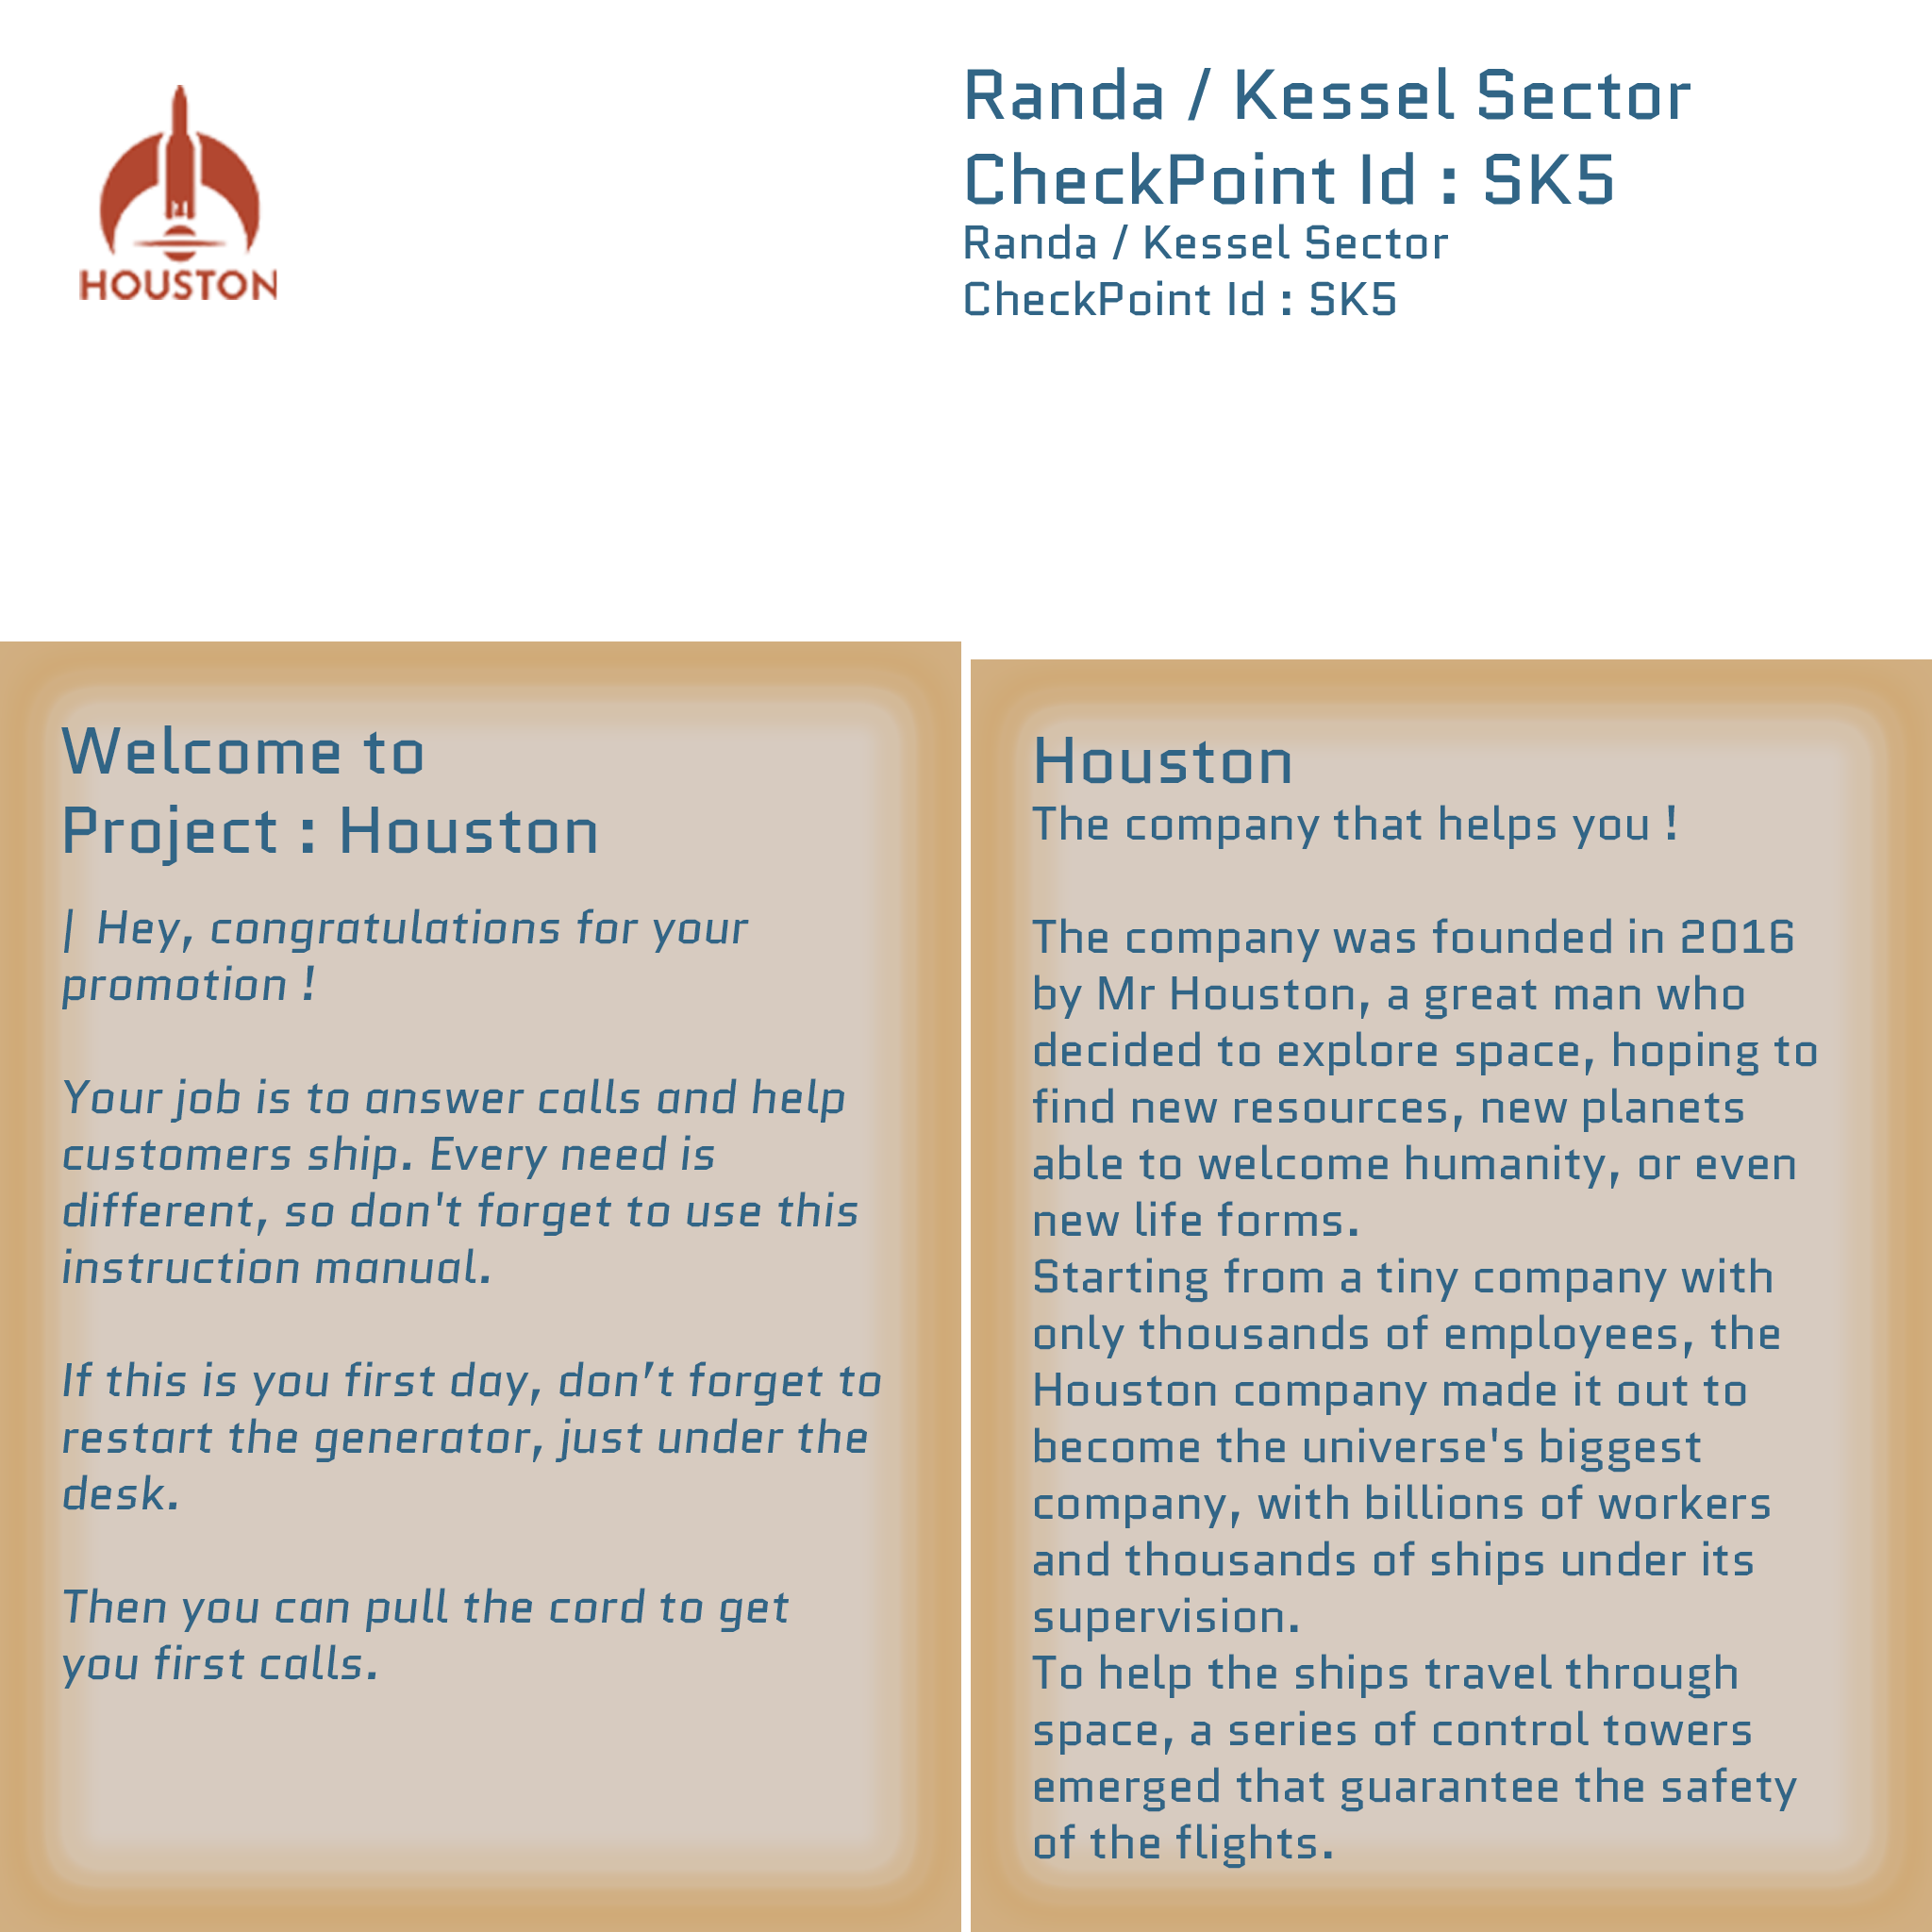 HOUSTON
Randa / Kessel Sector
CheckPoint Id : SK5
Randa / Kessel Sector
CheckPoint Id : SK5
Welcome to
Project : Houston
| Hey, congratulations for your
promotion !
Your job is to answer calls and help
customers ship. Every need is
different, so don't forget to use this
instruction manual.
If this is you first day, don’t forget to
restart the generator, just under the
desk.
Then you can pull the cord to get
you first calls.
Houston
The company that helps you !
The company was founded in 2016
by Mr Houston, a great man who
decided to explore space, hoping to
find new resources, new planets
able to welcome humanity, or even
new life forms.
Starting from a tiny company with
only thousands of employees, the
Houston company made it out to
become the universe's biggest
company, with billions of workers
and thousands of ships under its
supervision.
To help the ships travel through
space, a series of control towers
emerged that guarantee the safety
of the flights.